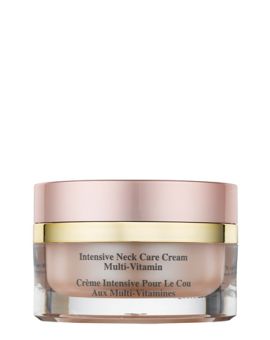 Intensive Neck Care Cream
Multi-Vitamin
Crème Intensive Pour Le Cou
Aux Multi-Vitamines